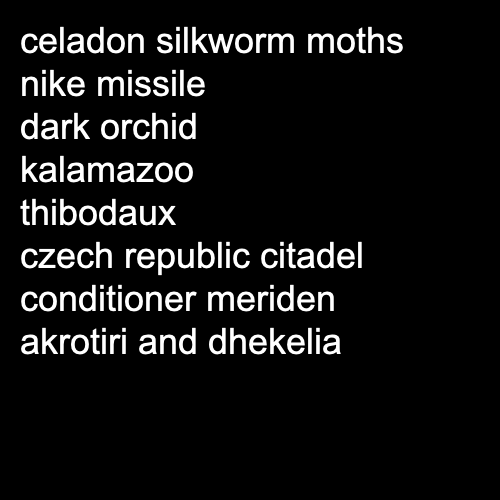 celadon silkworm moths
nike missile
dark orchid
kalamazoo
thibodaux
czech republic citadel
conditioner meriden
akrotiri and dhekelia